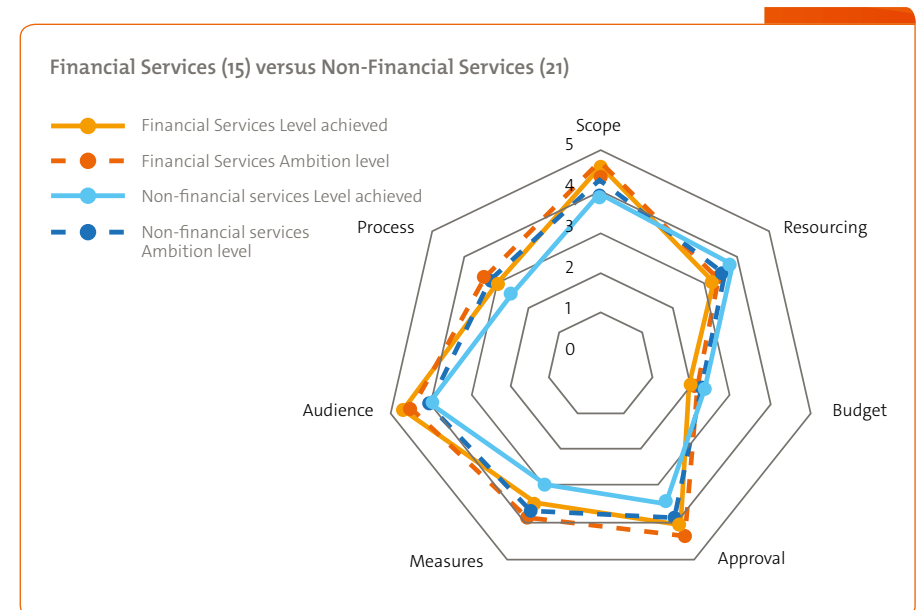 Financial Services (15) versus Non-Financial Services (21)
Financial Services Level achieved
Financial Services Ambition level
Non-financial services Level achieved
Non-financial services
Ambition level
Scope
5
4
3
2
1
0
Process
Resourcing
Audience
Budget
Measures
Approval